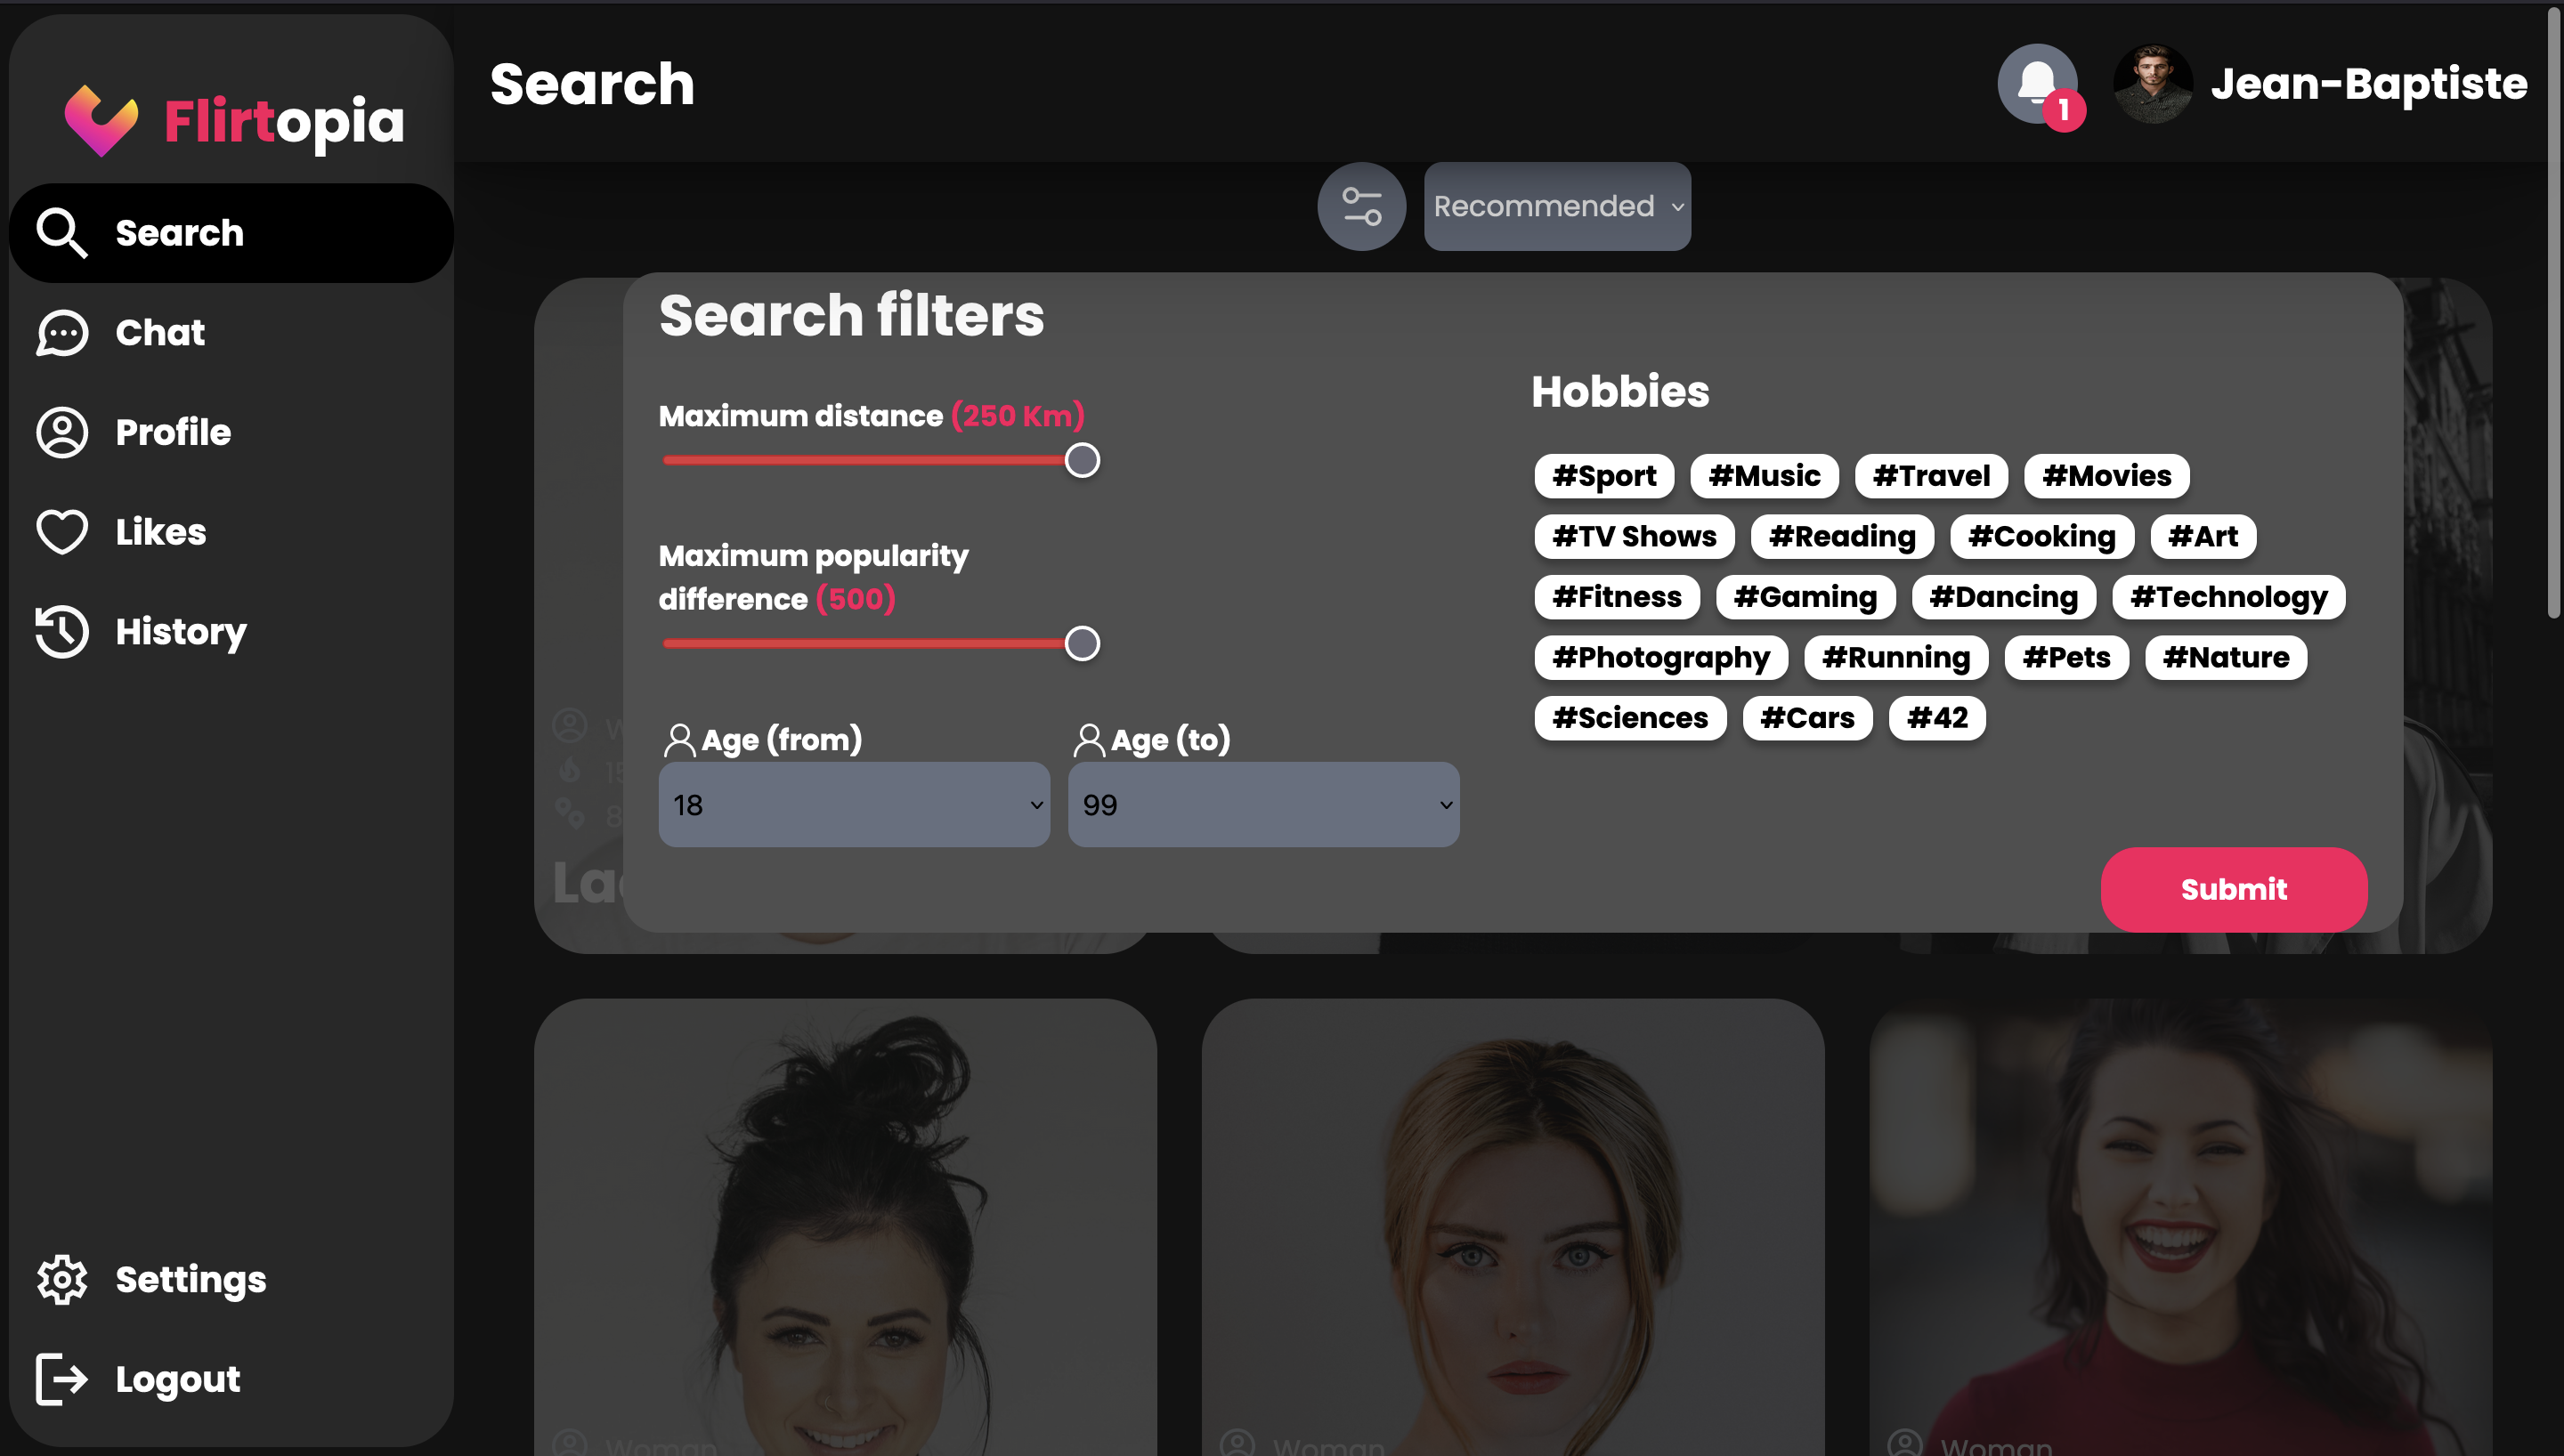 Flirtopia
Search
Chat
Profile
Likes
History
Settings
Logout
Search
1
Jean-Baptiste
Recommended
Search filters
Maximum distance (250 Km)
Maximum popularity
difference (500)
Age (from)
Age (to)
18
99
Hobbies
#Sport #Music #Travel #Movies
#TV Shows #Reading #Cooking #Art
#Fitness #Gaming #Dancing #Technology
#Photography #Running #Pets #Nature
#Sciences #Cars #42
Submit
Woman
Woman
Woman